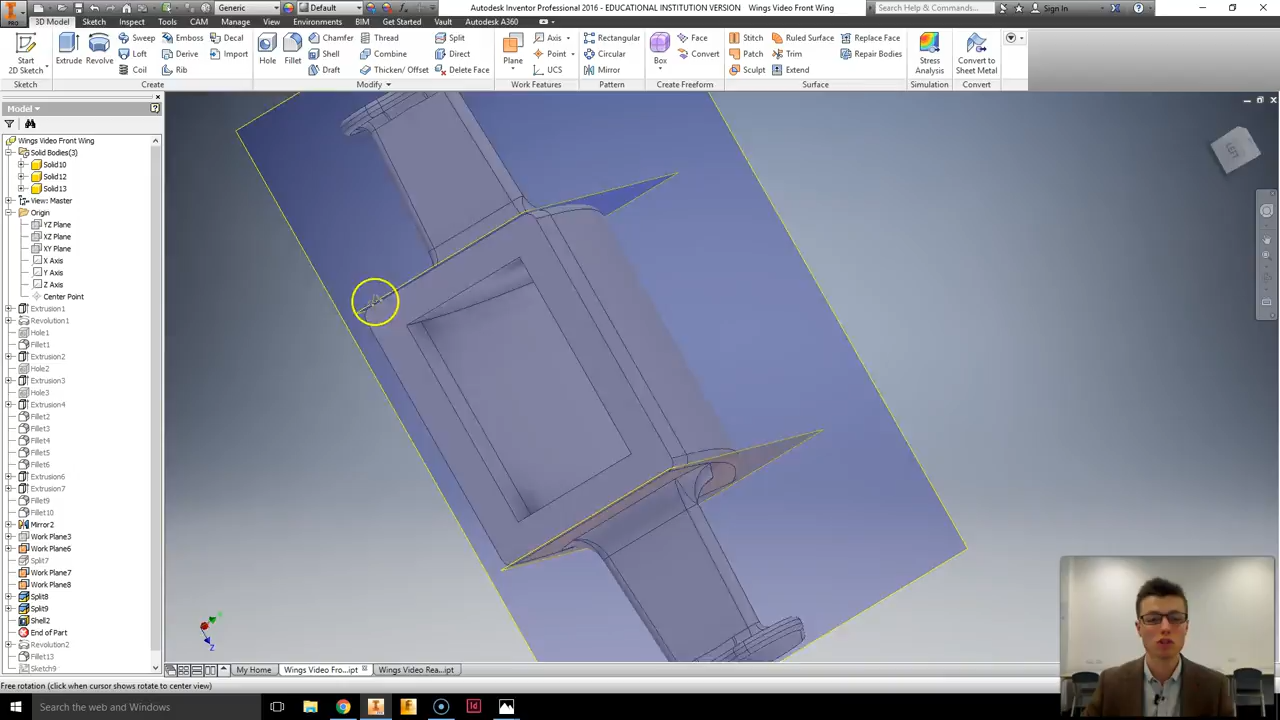 Autodesk Inventor Professional 2016 - EDUCATIONAL INSTITUTION VERSION Wings Video Front Wing
Generic Default Search Help & Commands... Sign In
PRO 3D Model Sketch Inspect Tools CAM Manage View Environments BIM Get Started Vault Autodesk A360
Start 2D Sketch Extrude Revolve Sweep Emboss Decal Loft Derive Import Coil Rib
Hole Fillet Chamfer Thread Split Shell Combine Direct Draft Thicken/ Offset Delete Face
Plane Axis Point UCS Rectangular Circular Mirror
Box Face Convert Stitch Ruled Surface Replace Face Patch Trim Repair Bodies Sculpt Extend
Stress Analysis Convert to Sheet Metal
Sketch Create Modify Work Features Pattern Create Freeform Surface Simulation Convert
Model
Wings Video Front Wing
Solid Bodies(3)
Solid10
Solid12
Solid13
View: Master
Origin
YZ Plane
XZ Plane
XY Plane
X Axis
Y Axis
Z Axis
Center Point
Extrusion1
Revolution1
Hole1
Fillet1
Extrusion2
Hole2
Extrusion3
Hole3
Extrusion4
Fillet2
Fillet3
Fillet4
Fillet5
Fillet6
Extrusion6
Extrusion7
Fillet9
Fillet10
Mirror2
Work Plane3
Work Plane6
Split7
Work Plane7
Work Plane8
Split8
Split9
Shell2
End of Part
Revolution2
Fillet13
Sketch9
LEFT
Z
My Home Wings Video Fro...ipt Wings Video Rea...ipt
Free rotation (click when cursor shows rotate to center view)
Search the web and Windows